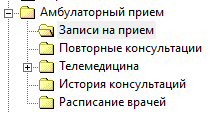 Амбулаторный прием
Записи на прием
Повторные консультации
Телемедицина
История консультаций
Расписание врачей